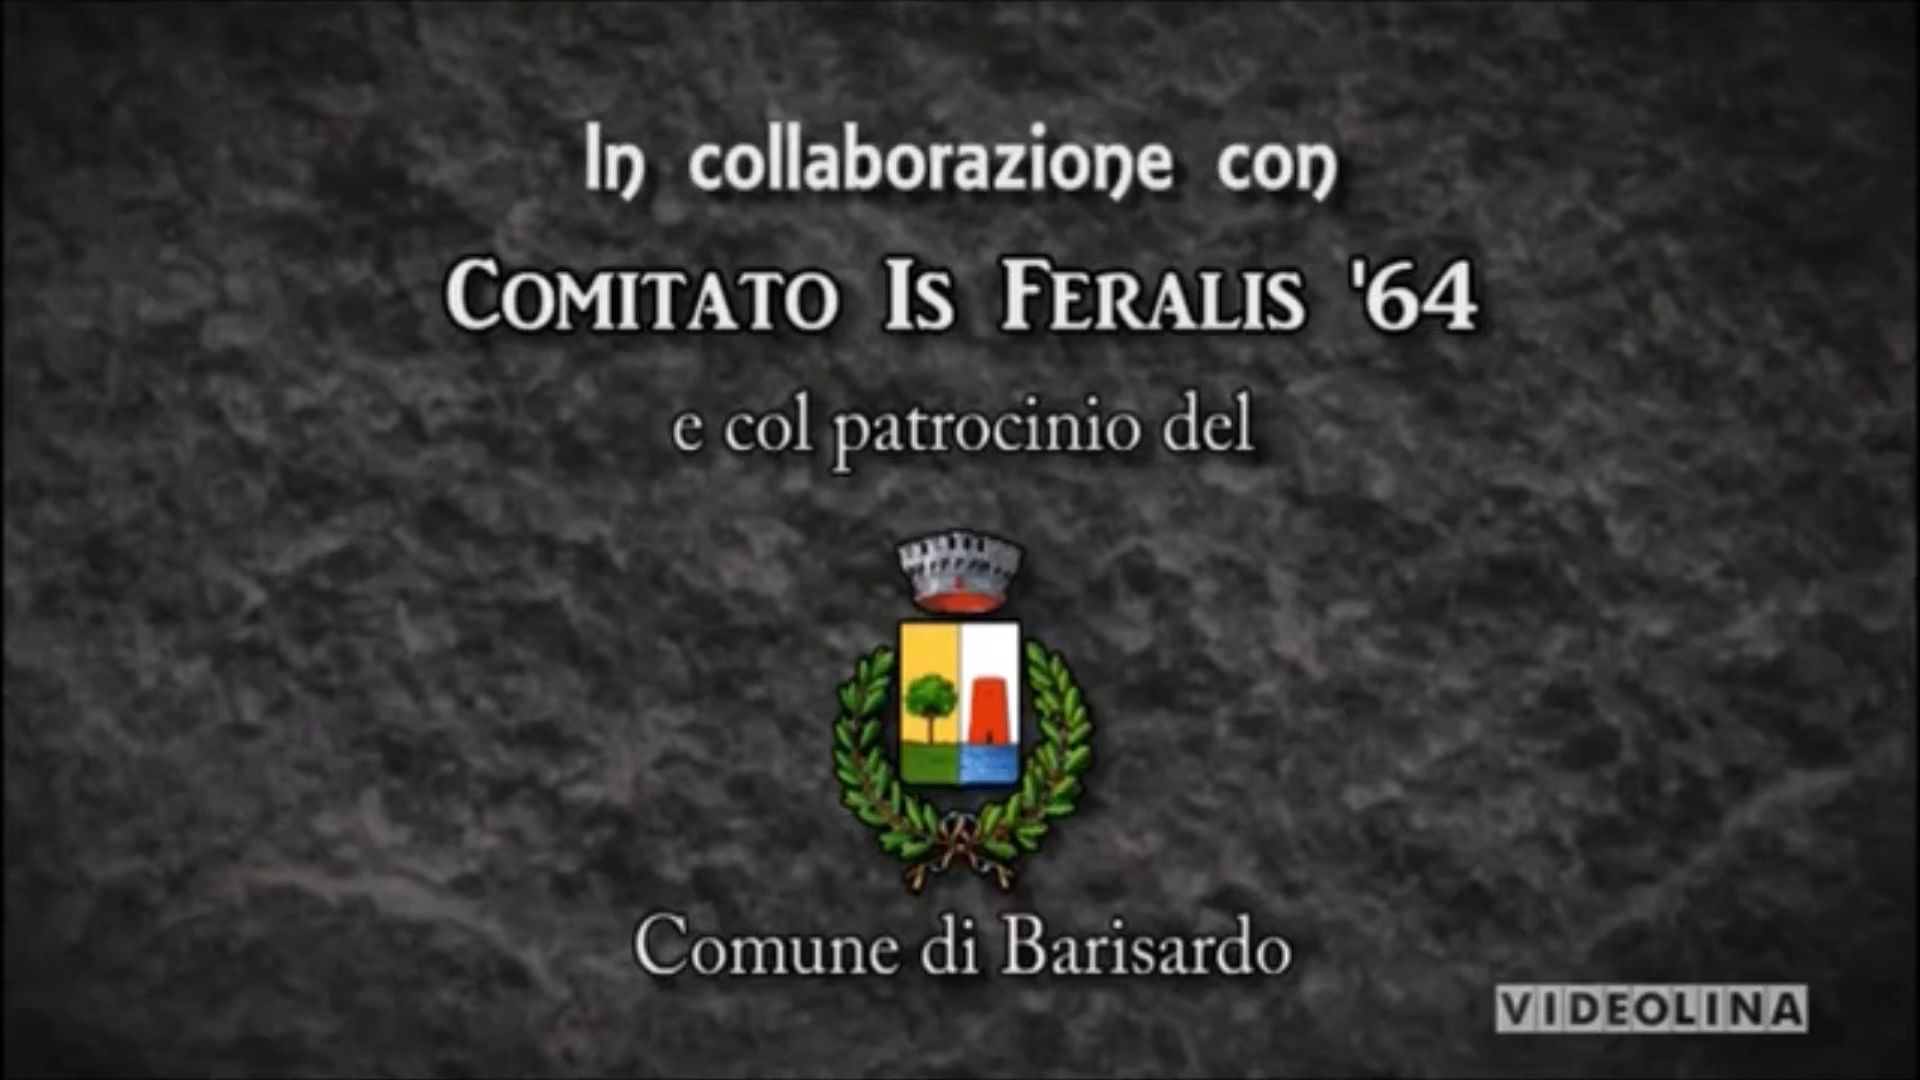 In collaborazione con
COMITATO IS FERALIS '64
e col patrocinio del
Comune di Barisardo
VIDEOLINA